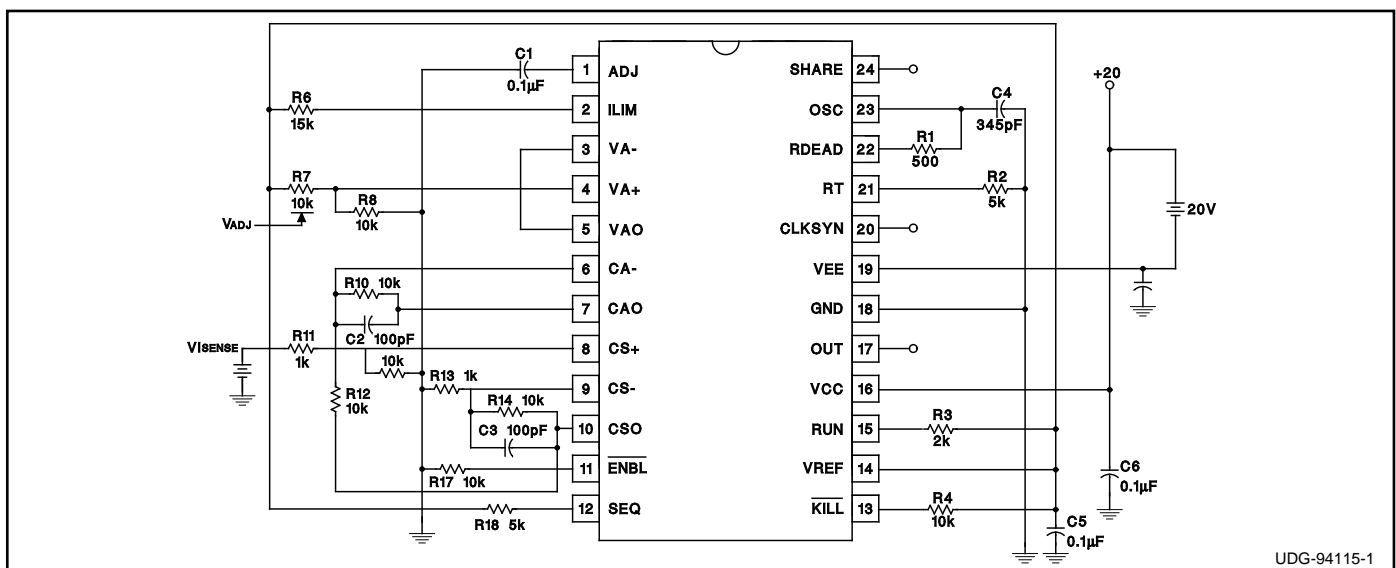 C1
0.1µF
1 ADJ
R6
15k
2 ILIM
3 VA-
R7
10k
4 VA+
R8
10k
VADJ
5 VAO
6 CA-
R10 10k
7 CAO
C2 100pF
VISENSE
R11
1k
8 CS+
10k
R12
10k
R13 1k
9 CS-
R14 10k
C3 100pF
10 CSO
R17 10k
11 ENBL
R18 5k
12 SEQ
SHARE 24
OSC 23
C4
345pF
RDEAD 22
R1
500
RT 21
R2
5k
CLKSYN 20
VEE 19
GND 18
OUT 17
VCC 16
RUN 15
R3
2k
VREF 14
KILL 13
R4
10k
C5
0.1µF
C6
0.1µF
+20
20V
UDG-94115-1